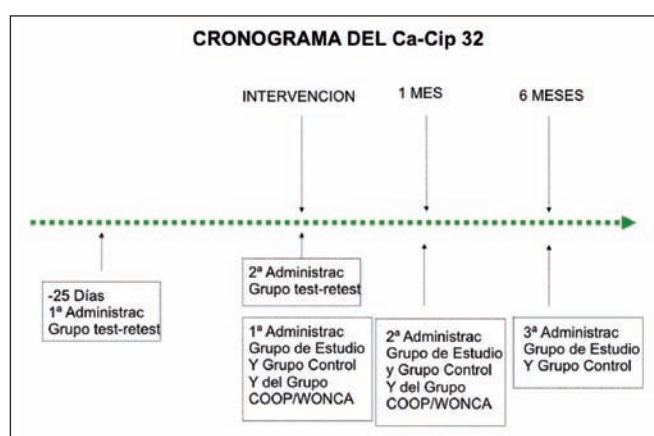 CRONOGRAMA DEL Ca-Cip 32
INTERVENCION
1 MES
6 MESES
-25 Días
1ª Administrac
Grupo test-retest
2ª Administrac
Grupo test-retest
1ª Administrac
Grupo de Estudio
Y Grupo Control
Y del Grupo
COOP/WONCA
2ª Administrac
Grupo de Estudio
y Grupo Control
Y del Grupo
COOP/WONCA
3ª Administrac
Grupo de Estudio
Y Grupo Control